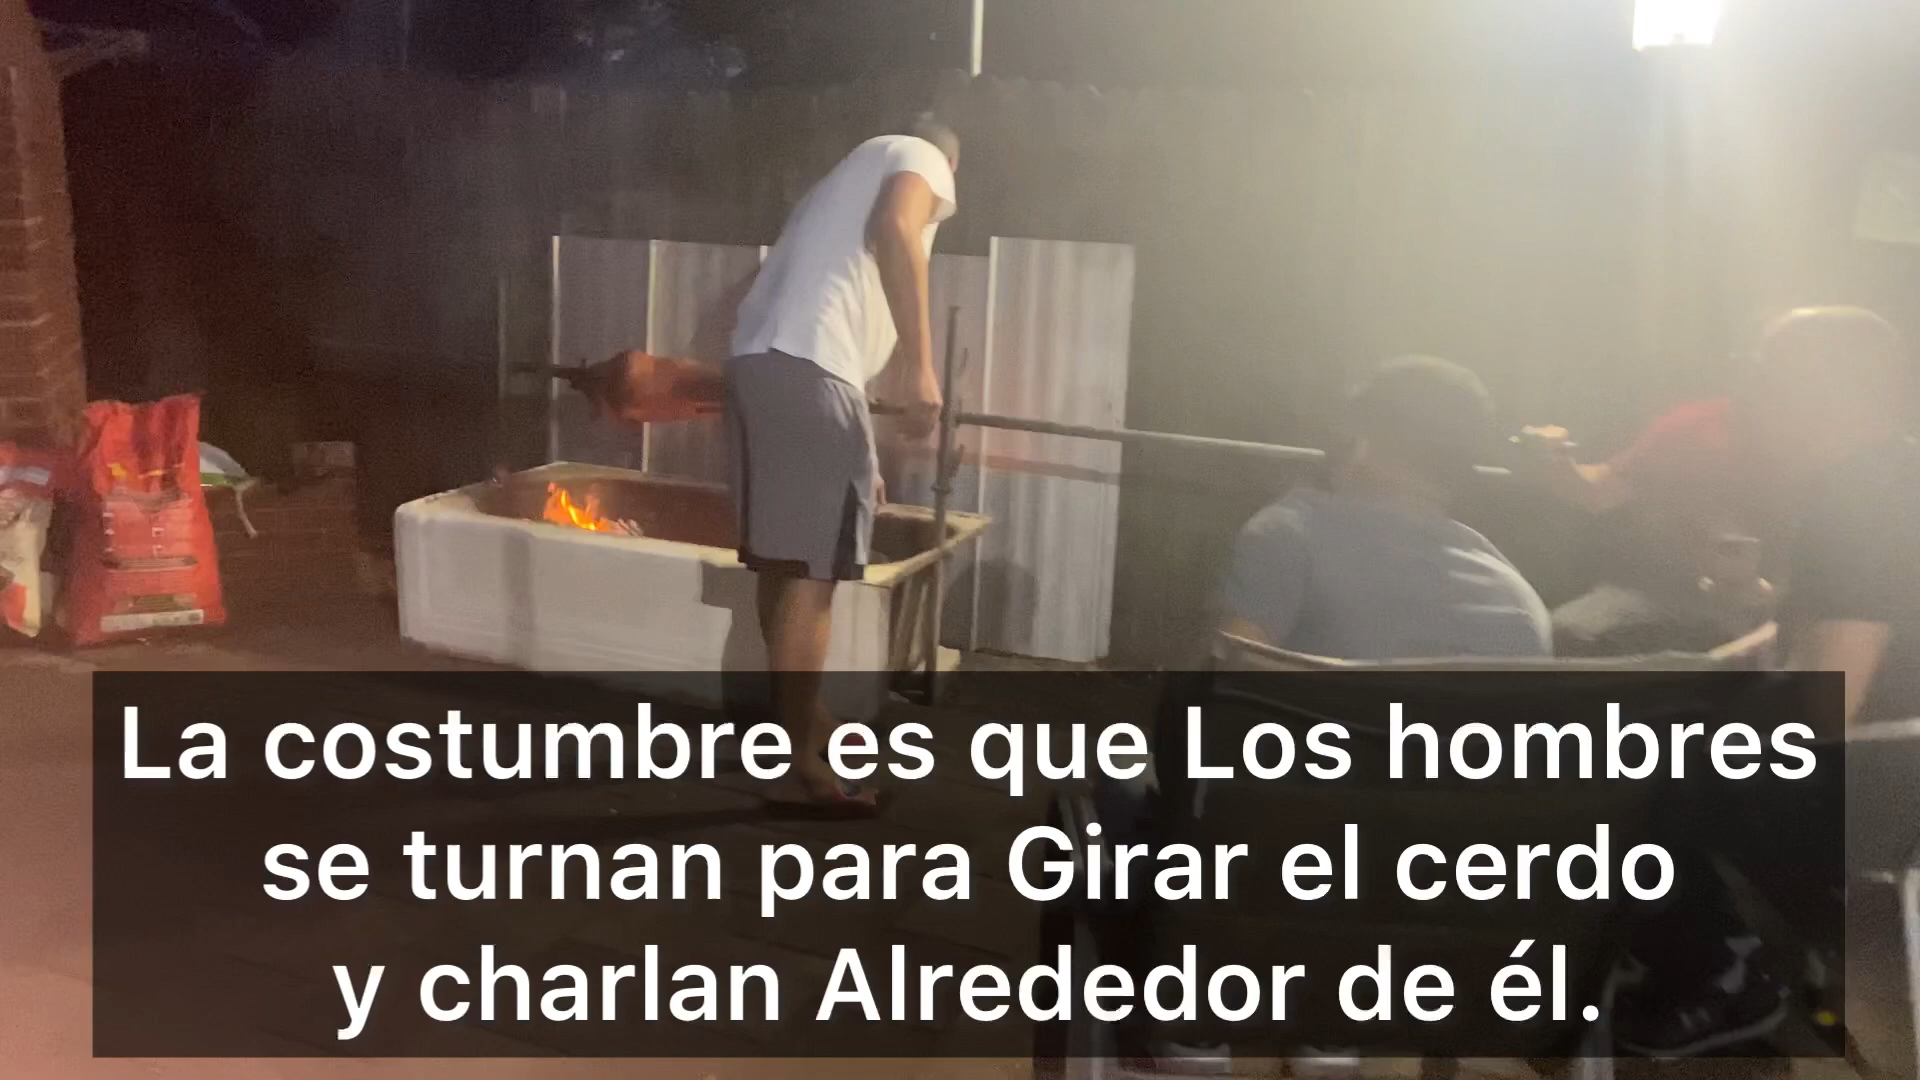 La costumbre es que Los hombres
se turnan para Girar el cerdo
y charlan Alrededor de él.